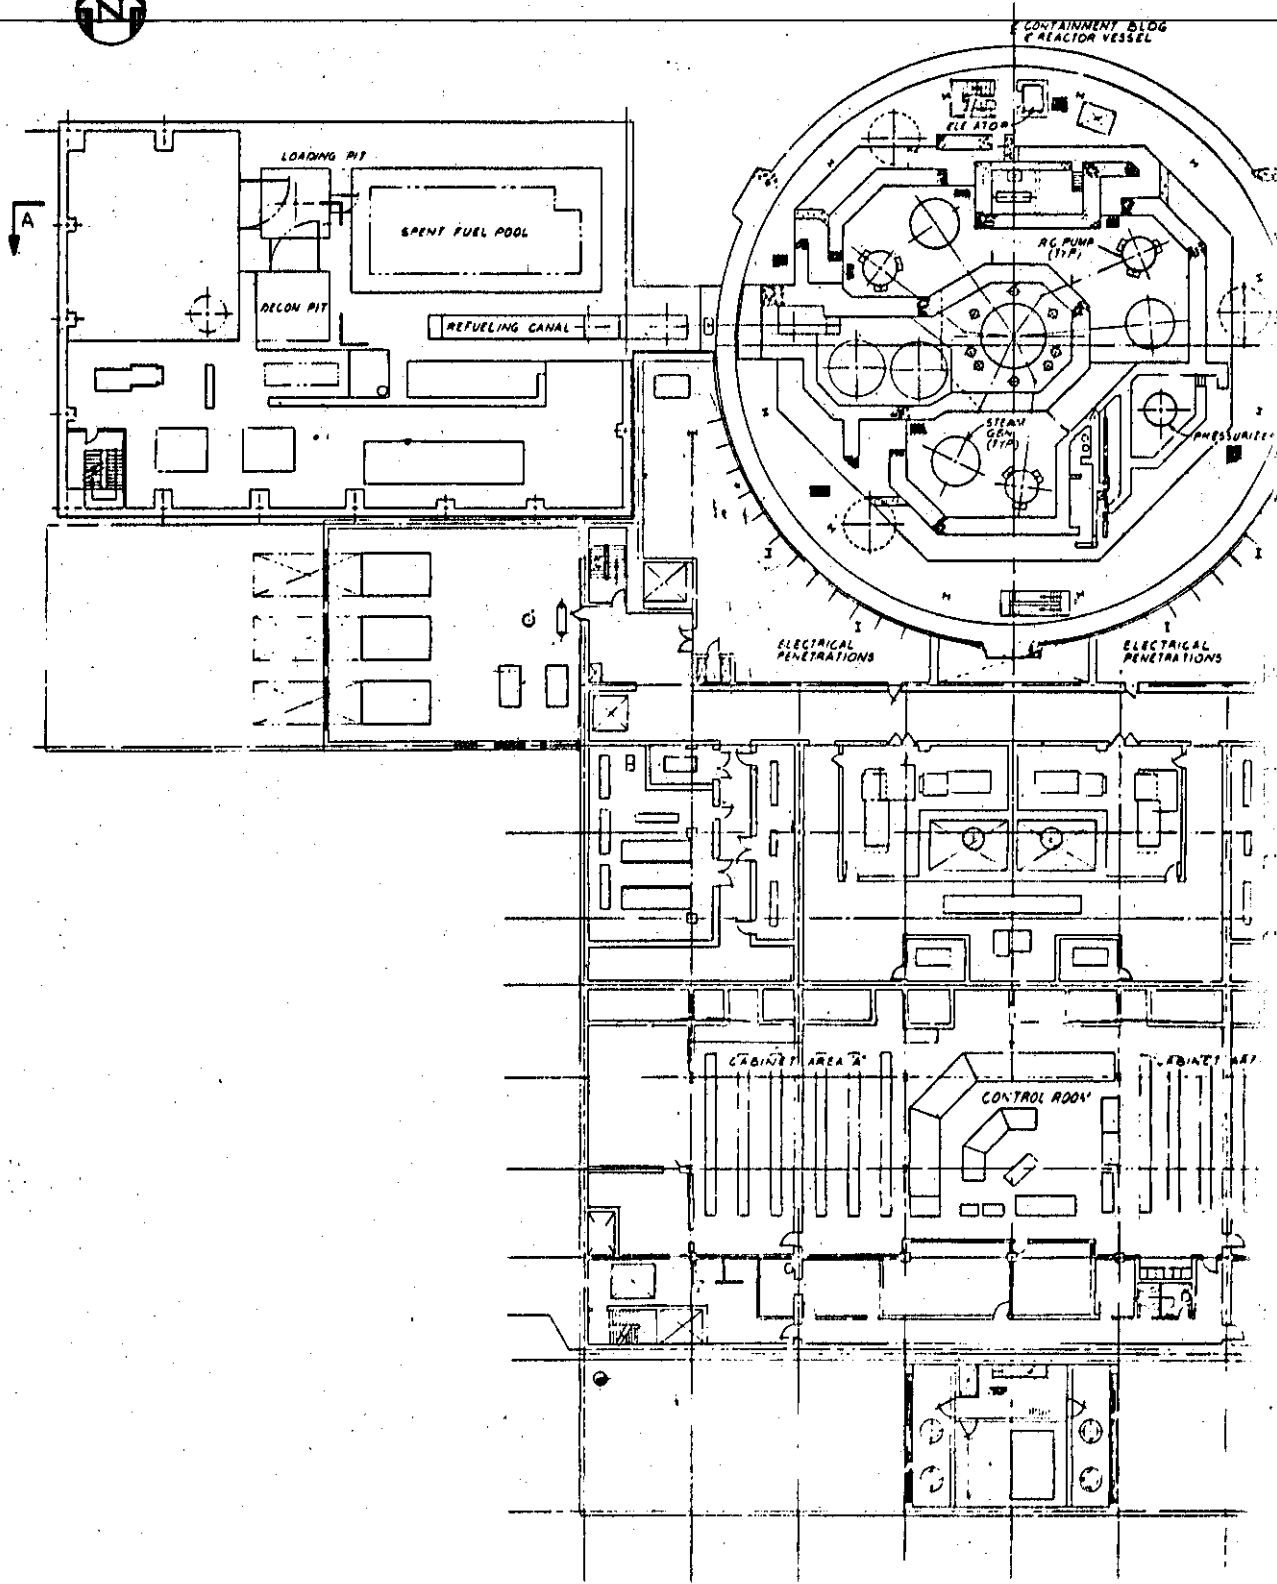 N
℄ CONTAINMENT BLDG
℄ REACTOR VESSEL
LOADING PIT
A
SPENT FUEL POOL
RC PUMP
(TYP)
DECON PIT
REFUELING CANAL
STEAM
GEN
(TYP)
PRESSURIZE
ELECTRICAL
PENETRATIONS
ELECTRICAL
PENETRATIONS
CABINET AREA "A"
CONTROL ROOM